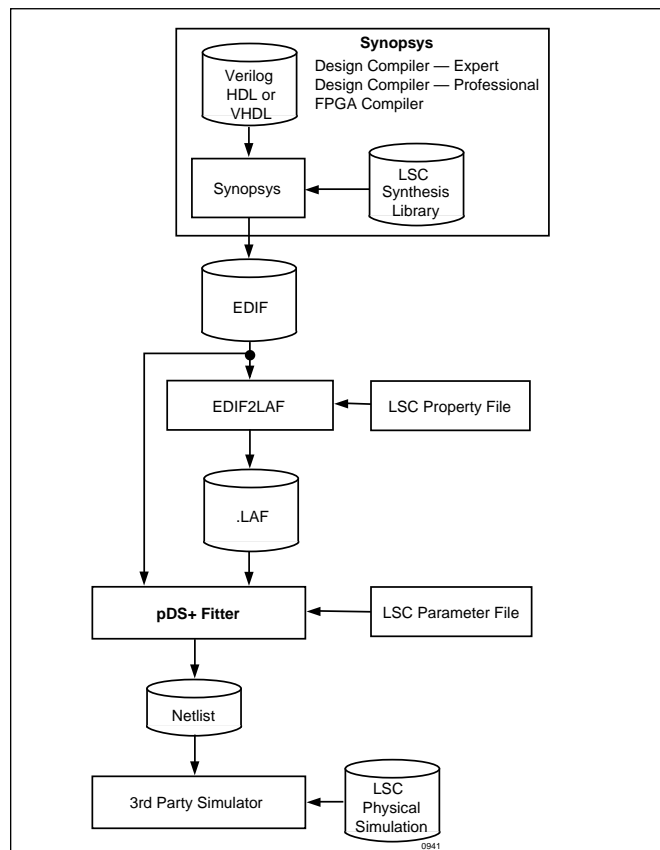 Synopsys
Design Compiler — Expert
Design Compiler — Professional
FPGA Compiler
Verilog
HDL or
VHDL
Synopsys
LSC
Synthesis
Library
EDIF
EDIF2LAF
LSC Property File
.LAF
pDS+ Fitter
LSC Parameter File
Netlist
3rd Party Simulator
LSC
Physical
Simulation
0941